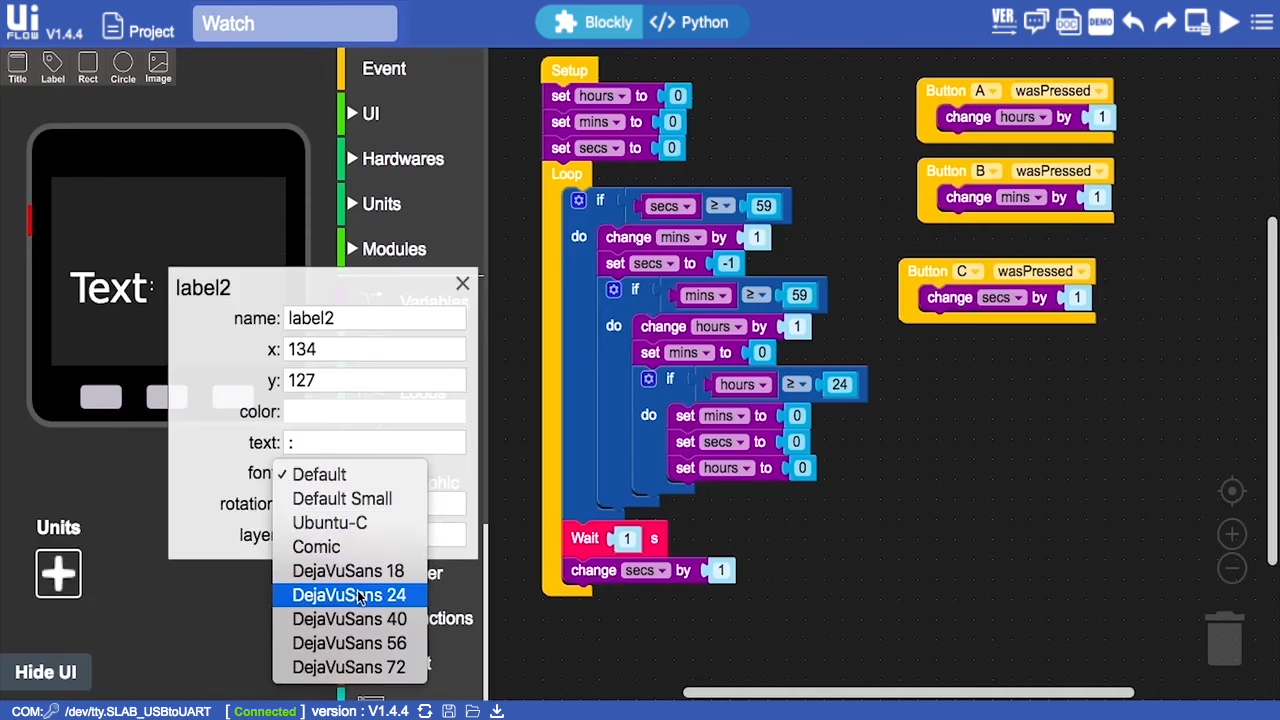 Ui
FLOW V1.4.4
Project
Watch
Blockly
</> Python
VER.
DOC
DEMO
Title
Label
Rect
Circle
Image
Event
UI
Hardwares
Units
Modules
Variables
Text:
label2
name: label2
x: 134
y: 127
color:
text: :
font
✓ Default
Default Small
Ubuntu-C
Comic
DejaVuSans 18
DejaVuSans 24
DejaVuSans 40
DejaVuSans 56
DejaVuSans 72
rotation
layer
Units
Hide UI
Setup
set hours to 0
set mins to 0
set secs to 0
Loop
if secs ≥ 59
do change mins by 1
set secs to -1
if mins ≥ 59
do change hours by 1
set mins to 0
if hours ≥ 24
do set mins to 0
set secs to 0
set hours to 0
Wait 1 s
change secs by 1
Button A wasPressed
change hours by 1
Button B wasPressed
change mins by 1
Button C wasPressed
change secs by 1
COM: /dev/tty.SLAB_USBtoUART [ Connected ] version : V1.4.4